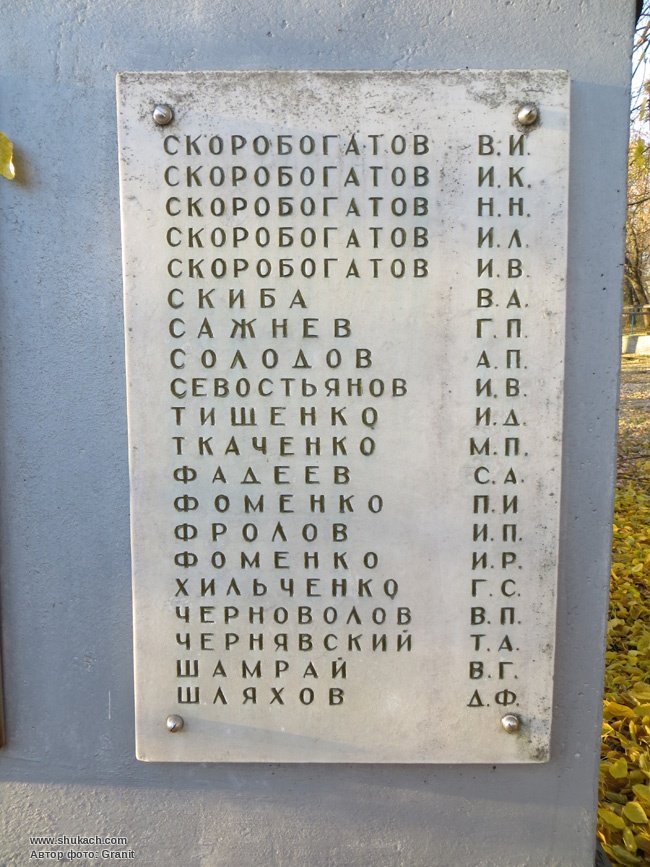 СКОРОБОГАТОВ В.И.
СКОРОБОГАТОВ И.К.
СКОРОБОГАТОВ Н.Н.
СКОРОБОГАТОВ И.Л.
СКОРОБОГАТОВ И.В.
СКИБА В.А.
САЖНЕВ Г.П.
СОЛОДОВ А.П.
СЕВОСТЬЯНОВ И.В.
ТИЩЕНКО И.Д.
ТКАЧЕНКО М.П.
ФАДЕЕВ С.А.
ФОМЕНКО П.И
ФРОЛОВ И.П.
ФОМЕНКО И.Р.
ХИЛЬЧЕНКО Г.С.
ЧЕРНОВОЛОВ В.П.
ЧЕРНЯВСКИЙ Т.А.
ШАМРАЙ В.Г.
ШЛЯХОВ Д.Ф.
www.shukach.com
Автор фото: Granit